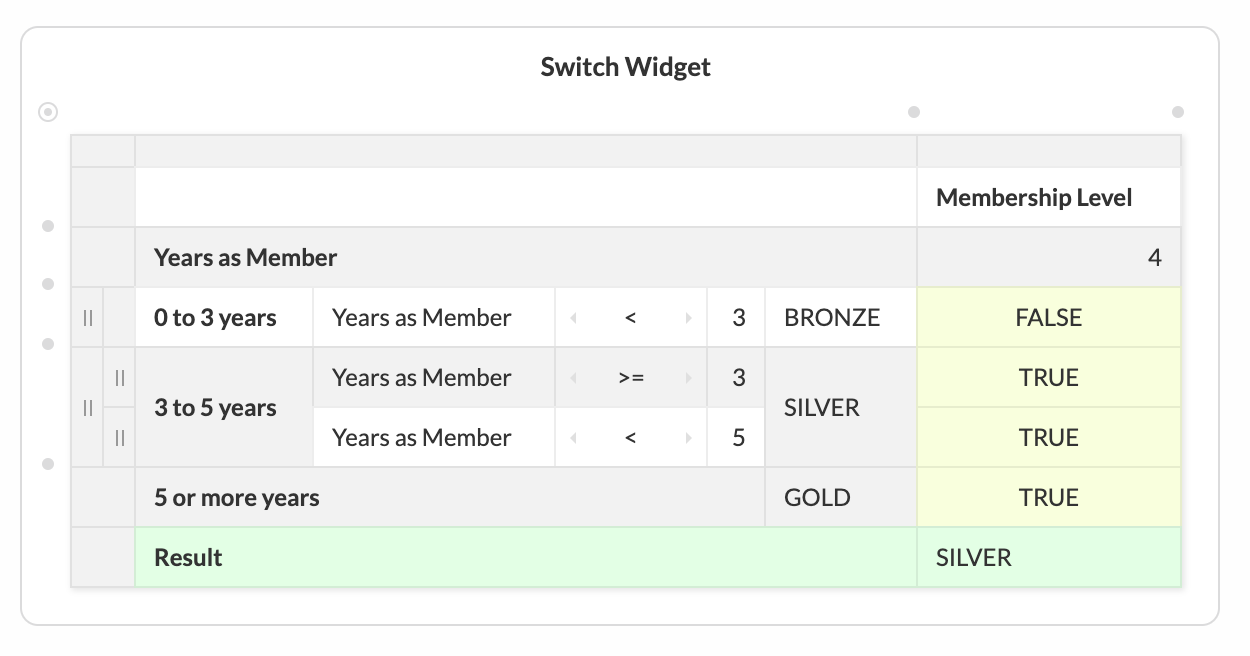 Switch Widget
Membership Level
Years as Member 4
0 to 3 years Years as Member < 3 BRONZE FALSE
Years as Member >= 3 TRUE
3 to 5 years SILVER
Years as Member < 5 TRUE
5 or more years GOLD TRUE
Result SILVER